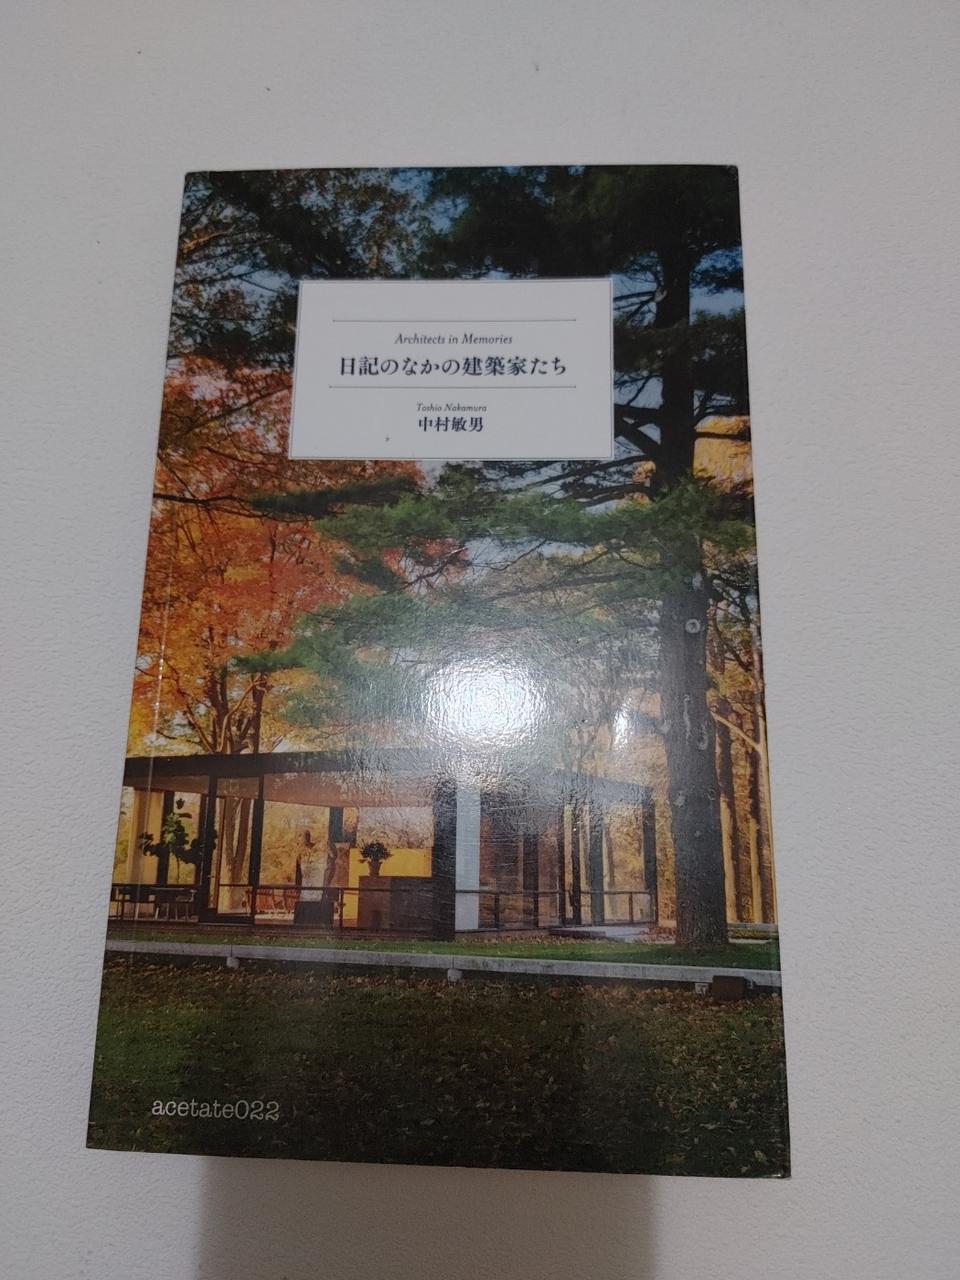 Architects in Memories
日記のなかの建築家たち
Toshio Nakamura
中村敏男
acetate022